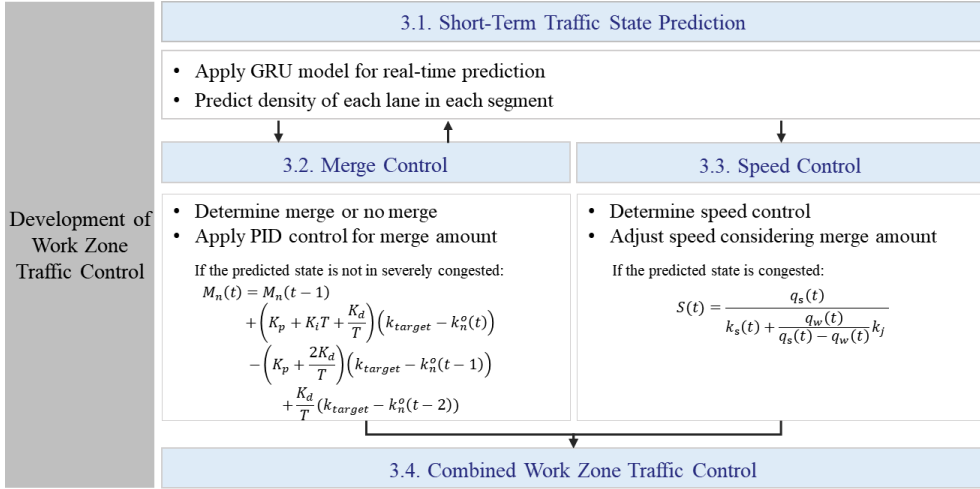 Development of
Work Zone
Traffic Control
3.1. Short-Term Traffic State Prediction
• Apply GRU model for real-time prediction
• Predict density of each lane in each segment
3.2. Merge Control
• Determine merge or no merge
• Apply PID control for merge amount
If the predicted state is not in severely congested:
M_n(t) = M_n(t − 1)
+ (K_p + K_i T + K_d/T)(k_target − k_n^o(t))
− (K_p + 2K_d/T)(k_target − k_n^o(t − 1))
+ K_d/T (k_target − k_n^o(t − 2))
3.3. Speed Control
• Determine speed control
• Adjust speed considering merge amount
If the predicted state is congested:
S(t) = q_s(t) / (k_s(t) + q_w(t)/(q_s(t) − q_w(t)) k_j)
3.4. Combined Work Zone Traffic Control